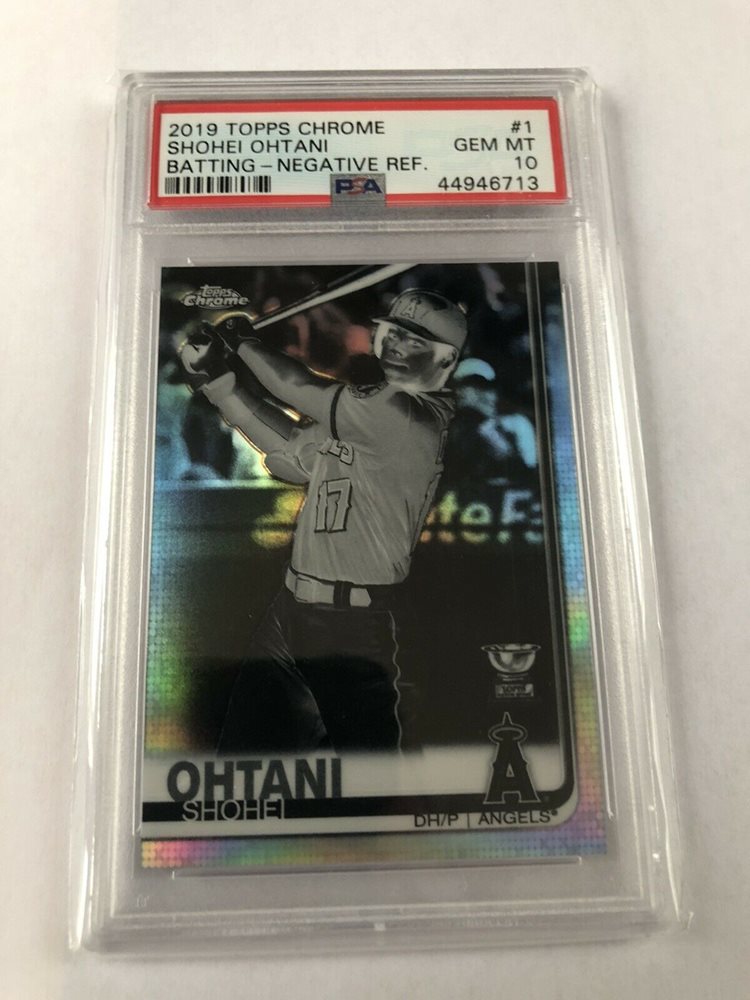 2019 TOPPS CHROME #1
SHOHEI OHTANI GEM MT
BATTING – NEGATIVE REF. 10
PSA 44946713
Topps
Chrome
A
17
TOPPS
OHTANI
SHOHEI
A
DH/P | ANGELS®